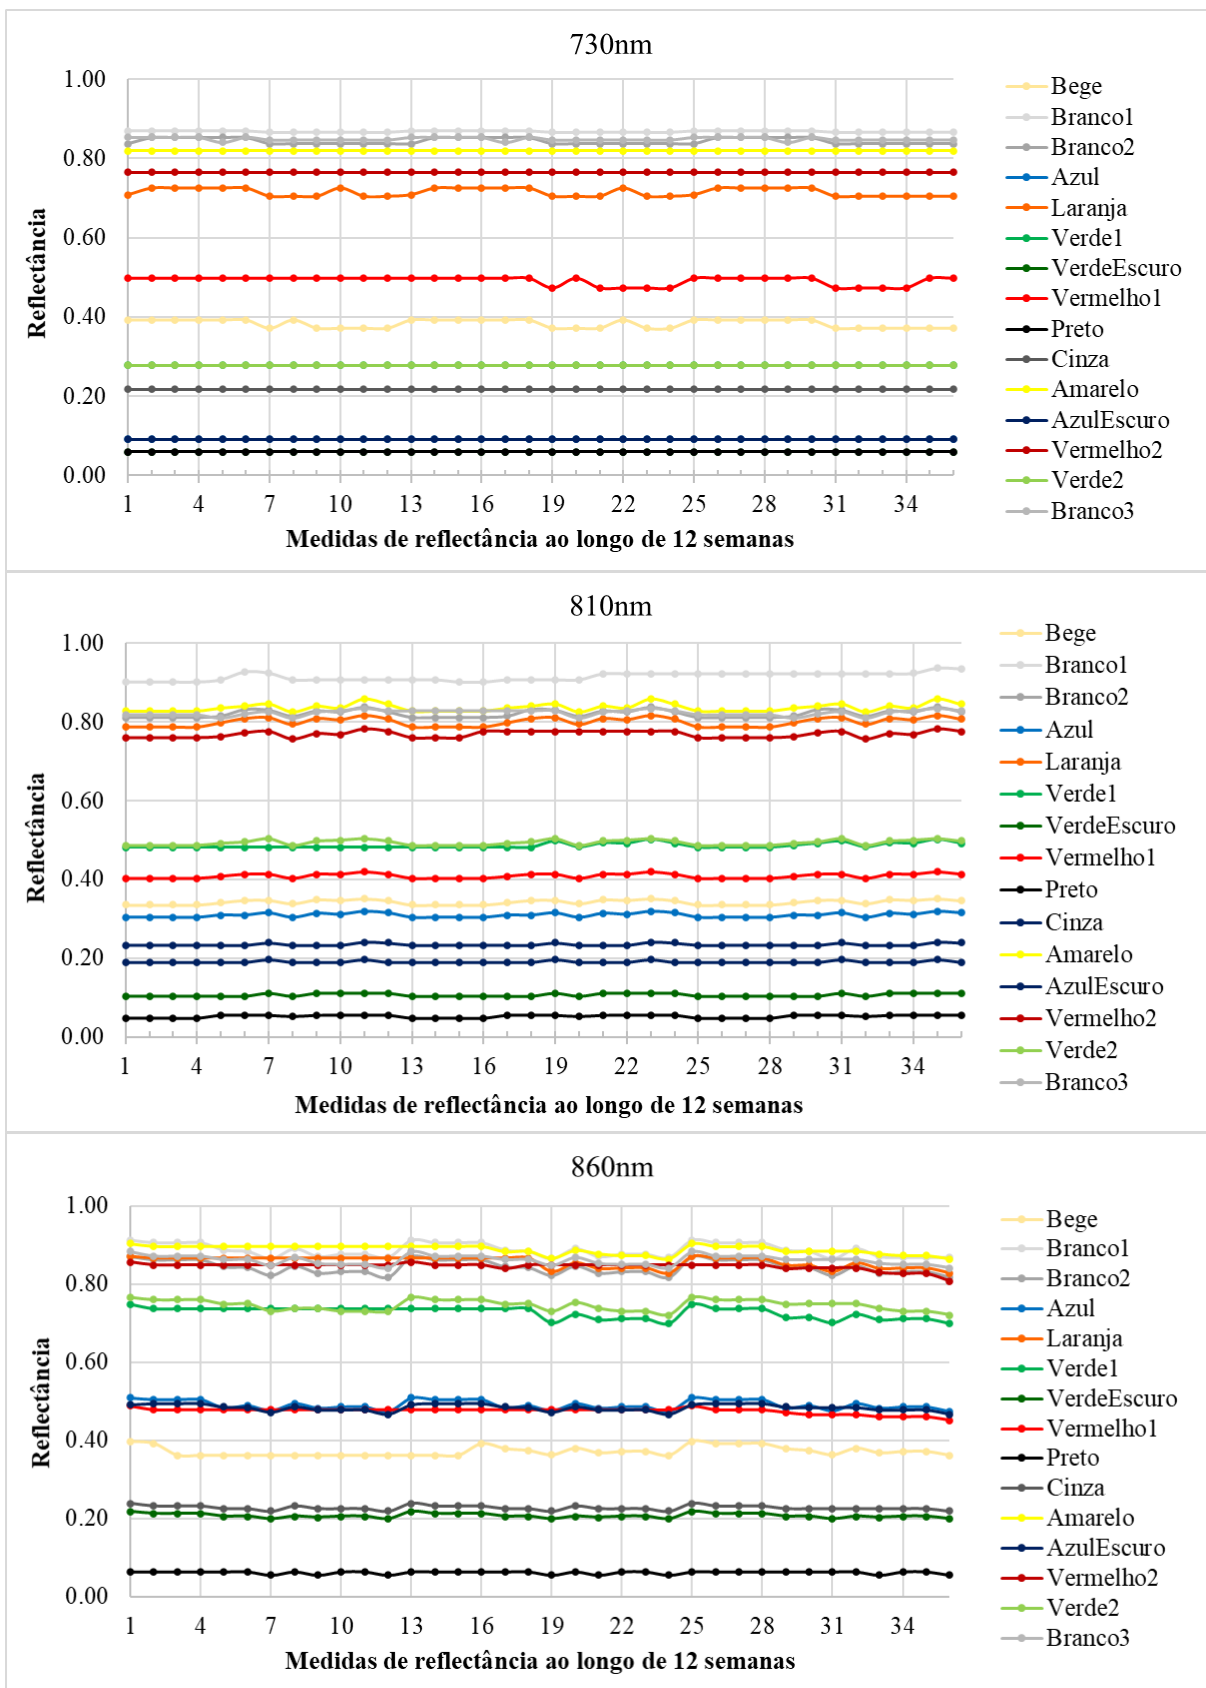 730nm
1.00
0.80
0.60
0.40
0.20
0.00
Reflectância
1 4 7 10 13 16 19 22 25 28 31 34
Medidas de reflectância ao longo de 12 semanas
Bege
Branco1
Branco2
Azul
Laranja
Verde1
VerdeEscuro
Vermelho1
Preto
Cinza
Amarelo
AzulEscuro
Vermelho2
Verde2
Branco3
810nm
1.00
0.80
0.60
0.40
0.20
0.00
Reflectância
1 4 7 10 13 16 19 22 25 28 31 34
Medidas de reflectância ao longo de 12 semanas
Bege
Branco1
Branco2
Azul
Laranja
Verde1
VerdeEscuro
Vermelho1
Preto
Cinza
Amarelo
AzulEscuro
Vermelho2
Verde2
Branco3
860nm
1.00
0.80
0.60
0.40
0.20
0.00
Reflectância
1 4 7 10 13 16 19 22 25 28 31 34
Medidas de reflectância ao longo de 12 semanas
Bege
Branco1
Branco2
Azul
Laranja
Verde1
VerdeEscuro
Vermelho1
Preto
Cinza
Amarelo
AzulEscuro
Vermelho2
Verde2
Branco3